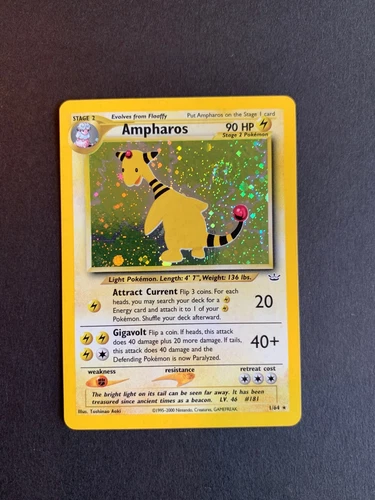 STAGE 2 Evolves from Flaaffy Put Ampharos on the Stage 1 card
Ampharos 90 HP
Stage 2 Pokémon
Light Pokémon. Length: 4' 7", Weight: 136 lbs.
Attract Current Flip 3 coins. For each
heads, you may search your deck for a
Energy card and attach it to 1 of your
Pokémon. Shuffle your deck afterward.
20
Gigavolt Flip a coin. If heads, this attack
does 40 damage plus 20 more damage. If tails,
this attack does 40 damage and the
Defending Pokémon is now Paralyzed.
40+
weakness resistance retreat cost
The bright light on its tail can be seen far away. It has been
treasured since ancient times as a beacon. LV. 46 #181
Illus. Toshinao Aoki ©1995-2000 Nintendo, Creatures, GAMEFREAK. 1/64